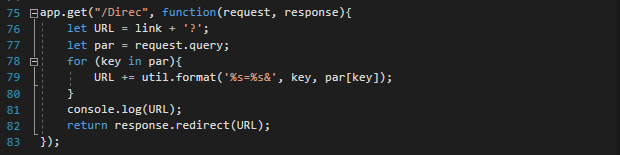 75 app.get("/Direc", function(request, response){
76     let URL = link + '?';
77     let par = request.query;
78     for (key in par){
79         URL += util.format('%s=%s&', key, par[key]);
80     }
81     console.log(URL);
82     return response.redirect(URL);
83 });